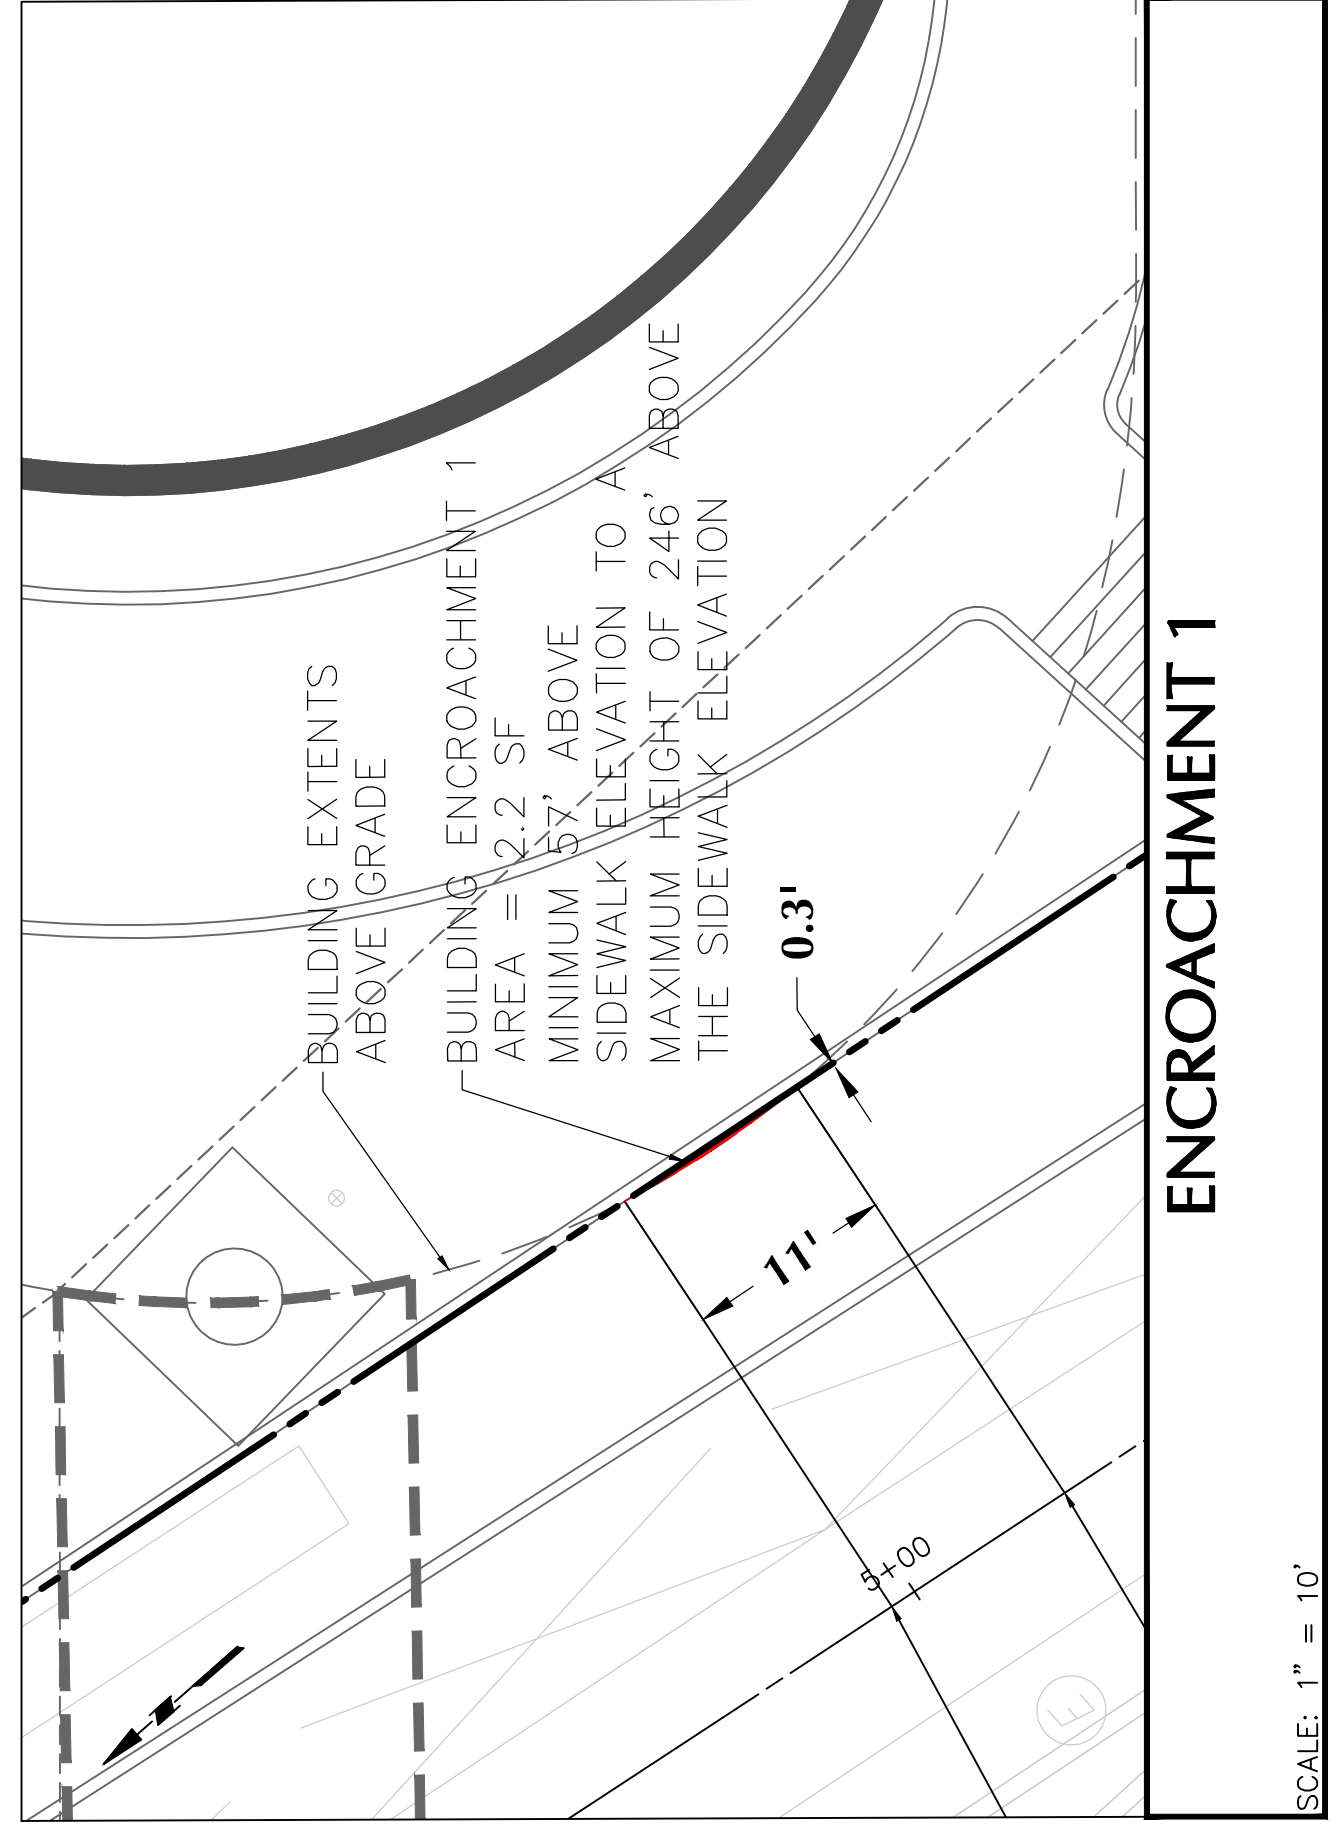 BUILDING EXTENTS
ABOVE GRADE
BUILDING ENCROACHMENT 1
AREA = 2.2 SF
MINIMUM 57' ABOVE
SIDEWALK ELEVATION TO A
MAXIMUM HEIGHT OF 246' ABOVE
THE SIDEWALK ELEVATION
0.3'
11'
5+00
E
ENCROACHMENT 1
SCALE: 1" = 10'